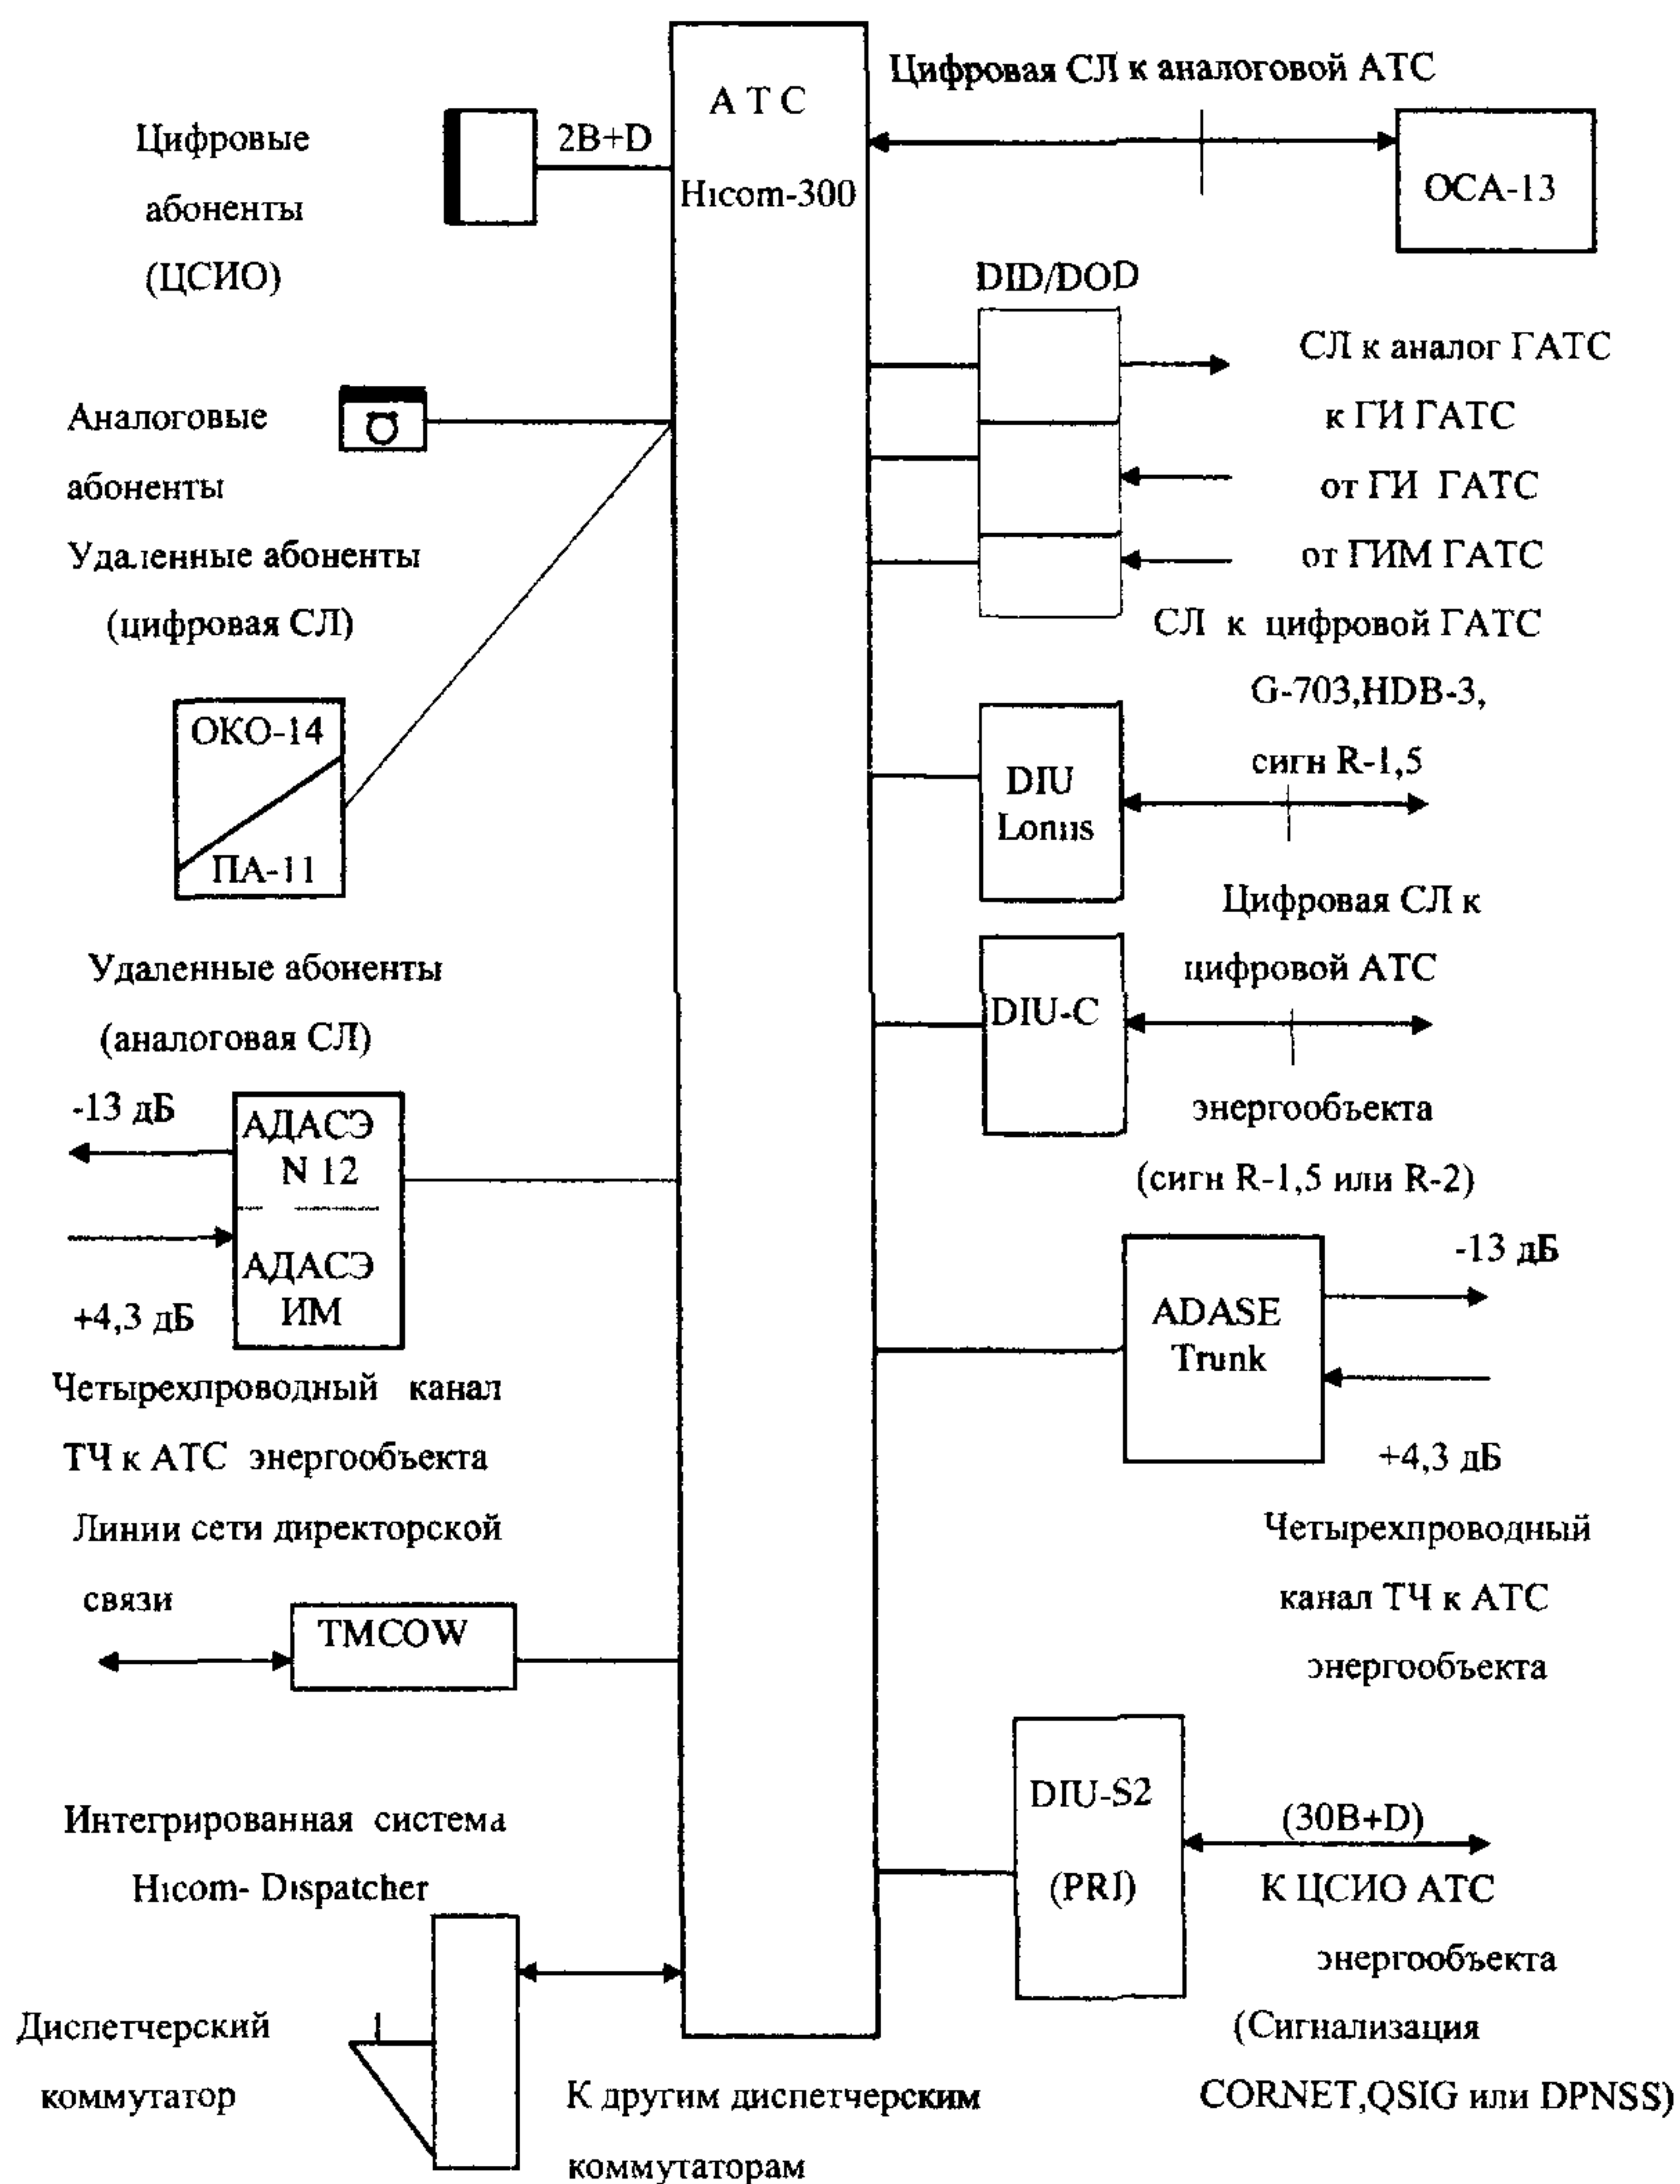 А Т С
Hicom-300
Цифровые
абоненты
(ЦСИО)
2B+D
Цифровая СЛ к аналоговой АТС
ОСА-13
DID/DOD
СЛ к аналог ГАТС
к ГИ ГАТС
от ГИ ГАТС
от ГИМ ГАТС
Аналоговые
абоненты
Удаленные абоненты
(цифровая СЛ)
ОКО-14
ПА-11
СЛ к цифровой ГАТС
G-703,HDB-3,
сигн R-1,5
DIU
Lonus
Цифровая СЛ к
цифровой АТС
DIU-C
энергообъекта
(сигн R-1,5 или R-2)
Удаленные абоненты
(аналоговая СЛ)
-13 дБ
АДАСЭ
N 12
АДАСЭ
ИМ
+4,3 дБ
Четырехпроводный канал
ТЧ к АТС энергообъекта
ADASE
Trunk
-13 дБ
+4,3 дБ
Четырехпроводный
канал ТЧ к АТС
энергообъекта
Линии сети директорской
связи
TMCOW
Интегрированная система
Hicom- Dispatcher
Диспетчерский
коммутатор
К другим диспетчерским
коммутаторам
DIU-S2
(PRI)
(30B+D)
К ЦСИО АТС
энергообъекта
(Сигнализация
CORNET,QSIG или DPNSS)